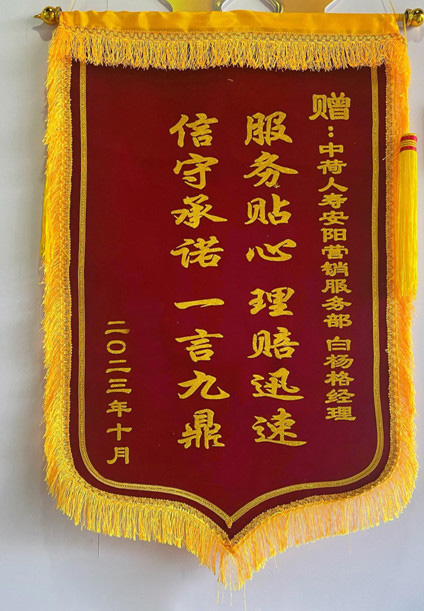 赠：中荷人寿安阳营销服务部 白杨格经理
服务贴心 理赔迅速
信守承诺 一言九鼎
二〇二三年十月